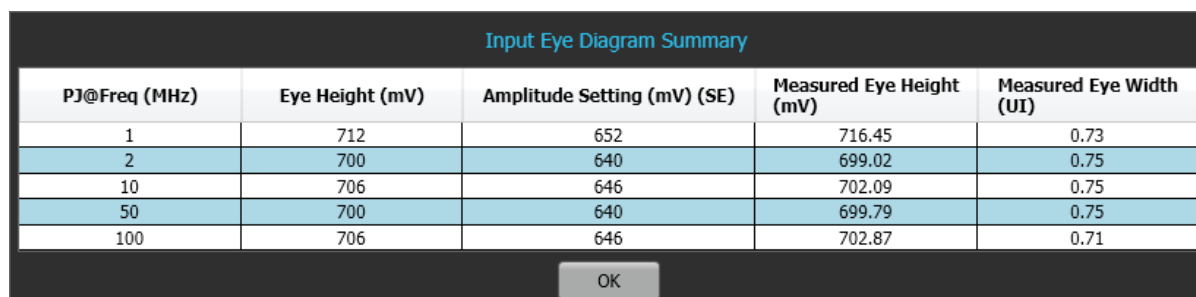 Input Eye Diagram Summary
PJ@Freq (MHz) Eye Height (mV) Amplitude Setting (mV) (SE) Measured Eye Height (mV) Measured Eye Width (UI)
1 712 652 716.45 0.73
2 700 640 699.02 0.75
10 706 646 702.09 0.75
50 700 640 699.79 0.75
100 706 646 702.87 0.71
OK